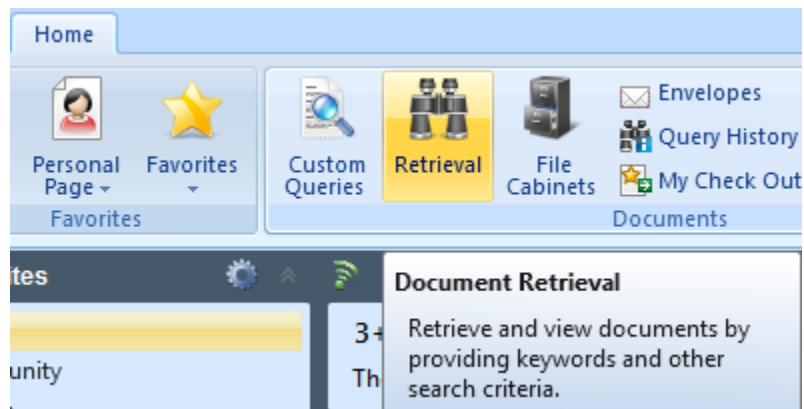 Home
Personal
Page
Favorites
Custom
Queries
Retrieval
File
Cabinets
Envelopes
Query History
My Check Out
Favorites
Documents
ites
Document Retrieval
3+
Retrieve and view documents by
providing keywords and other
search criteria.
unity
Th